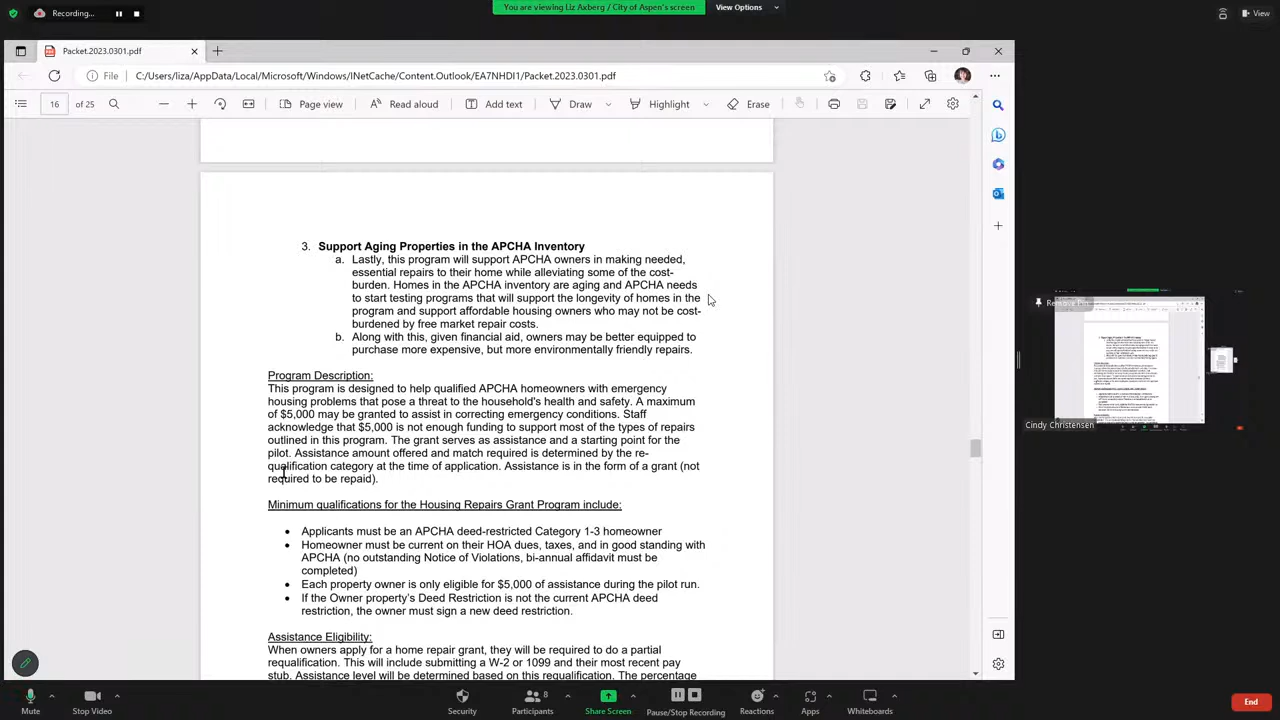 Recording...
You are viewing Liz Axberg / City of Aspen's screen
View Options
View
Packet.2023.0301.pdf
File
C:/Users/liza/AppData/Local/Microsoft/Windows/INetCache/Content.Outlook/EA7NHDI1/Packet.2023.0301.pdf
16 of 25
Page view
Read aloud
Add text
Draw
Highlight
Erase
3. Support Aging Properties in the APCHA Inventory
a. Lastly, this program will support APCHA owners in making needed,
essential repairs to their home while alleviating some of the cost-
burden. Homes in the APCHA inventory are aging and APCHA needs
to start testing programs that will support the longevity of homes in the
program and support affordable housing owners who may not be cost-
burdened by free market repair costs.
b. Along with this, given financial aid, owners may be better equipped to
purchase more expensive, but more environmentally friendly repairs.
Program Description:
This program is designed to help qualified APCHA homeowners with emergency
housing problems that pose a threat to the household's health and safety. A maximum
of $5,000 may be granted to assist in correcting emergency conditions. Staff
acknowledge that $5,000 is not enough funding to support most of the types of repairs
outlined in this program. The grant serves as assistance and a starting point for the
pilot. Assistance amount offered and match required is determined by the re-
qualification category at the time of application. Assistance is in the form of a grant (not
required to be repaid).
Minimum qualifications for the Housing Repairs Grant Program include:
• Applicants must be an APCHA deed-restricted Category 1-3 homeowner
• Homeowner must be current on their HOA dues, taxes, and in good standing with
APCHA (no outstanding Notice of Violations, bi-annual affidavit must be
completed)
• Each property owner is only eligible for $5,000 of assistance during the pilot run.
• If the Owner property's Deed Restriction is not the current APCHA deed
restriction, the owner must sign a new deed restriction.
Assistance Eligibility:
When owners apply for a home repair grant, they will be required to do a partial
requalification. This will include submitting a W-2 or 1099 and their most recent pay
stub. Assistance level will be determined based on this requalification. The percentage
Cindy Christensen
Mute
Stop Video
Security
Participants
8
Share Screen
Pause/Stop Recording
Reactions
Apps
Whiteboards
End